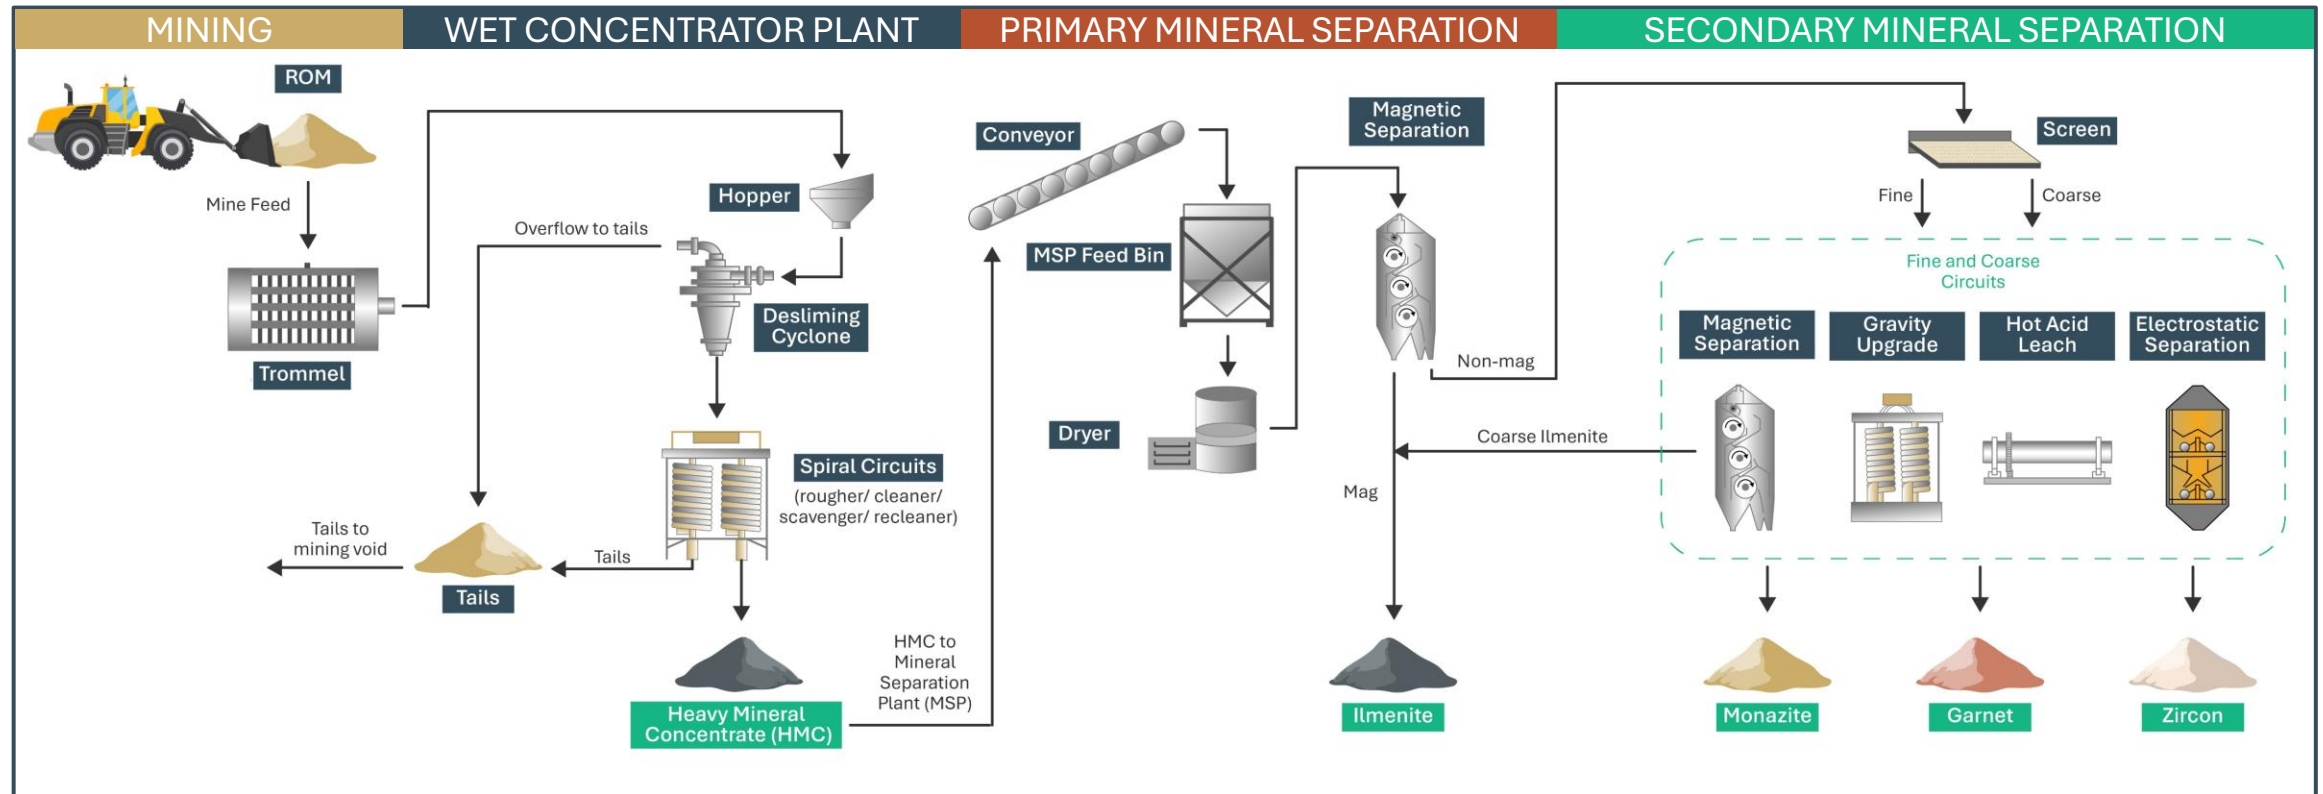 MINING
WET CONCENTRATOR PLANT
PRIMARY MINERAL SEPARATION
SECONDARY MINERAL SEPARATION
ROM
Mine Feed
Trommel
Hopper
Overflow to tails
Desliming
Cyclone
Spiral Circuits
(rougher/ cleaner/
scavenger/ recleaner)
Tails to
mining void
Tails
Tails
Heavy Mineral
Concentrate (HMC)
HMC to
Mineral
Separation
Plant (MSP)
Conveyor
MSP Feed Bin
Dryer
Magnetic
Separation
Non-mag
Coarse Ilmenite
Mag
Ilmenite
Screen
Fine
Coarse
Fine and Coarse
Circuits
Magnetic
Separation
Gravity
Upgrade
Hot Acid
Leach
Electrostatic
Separation
Monazite
Garnet
Zircon